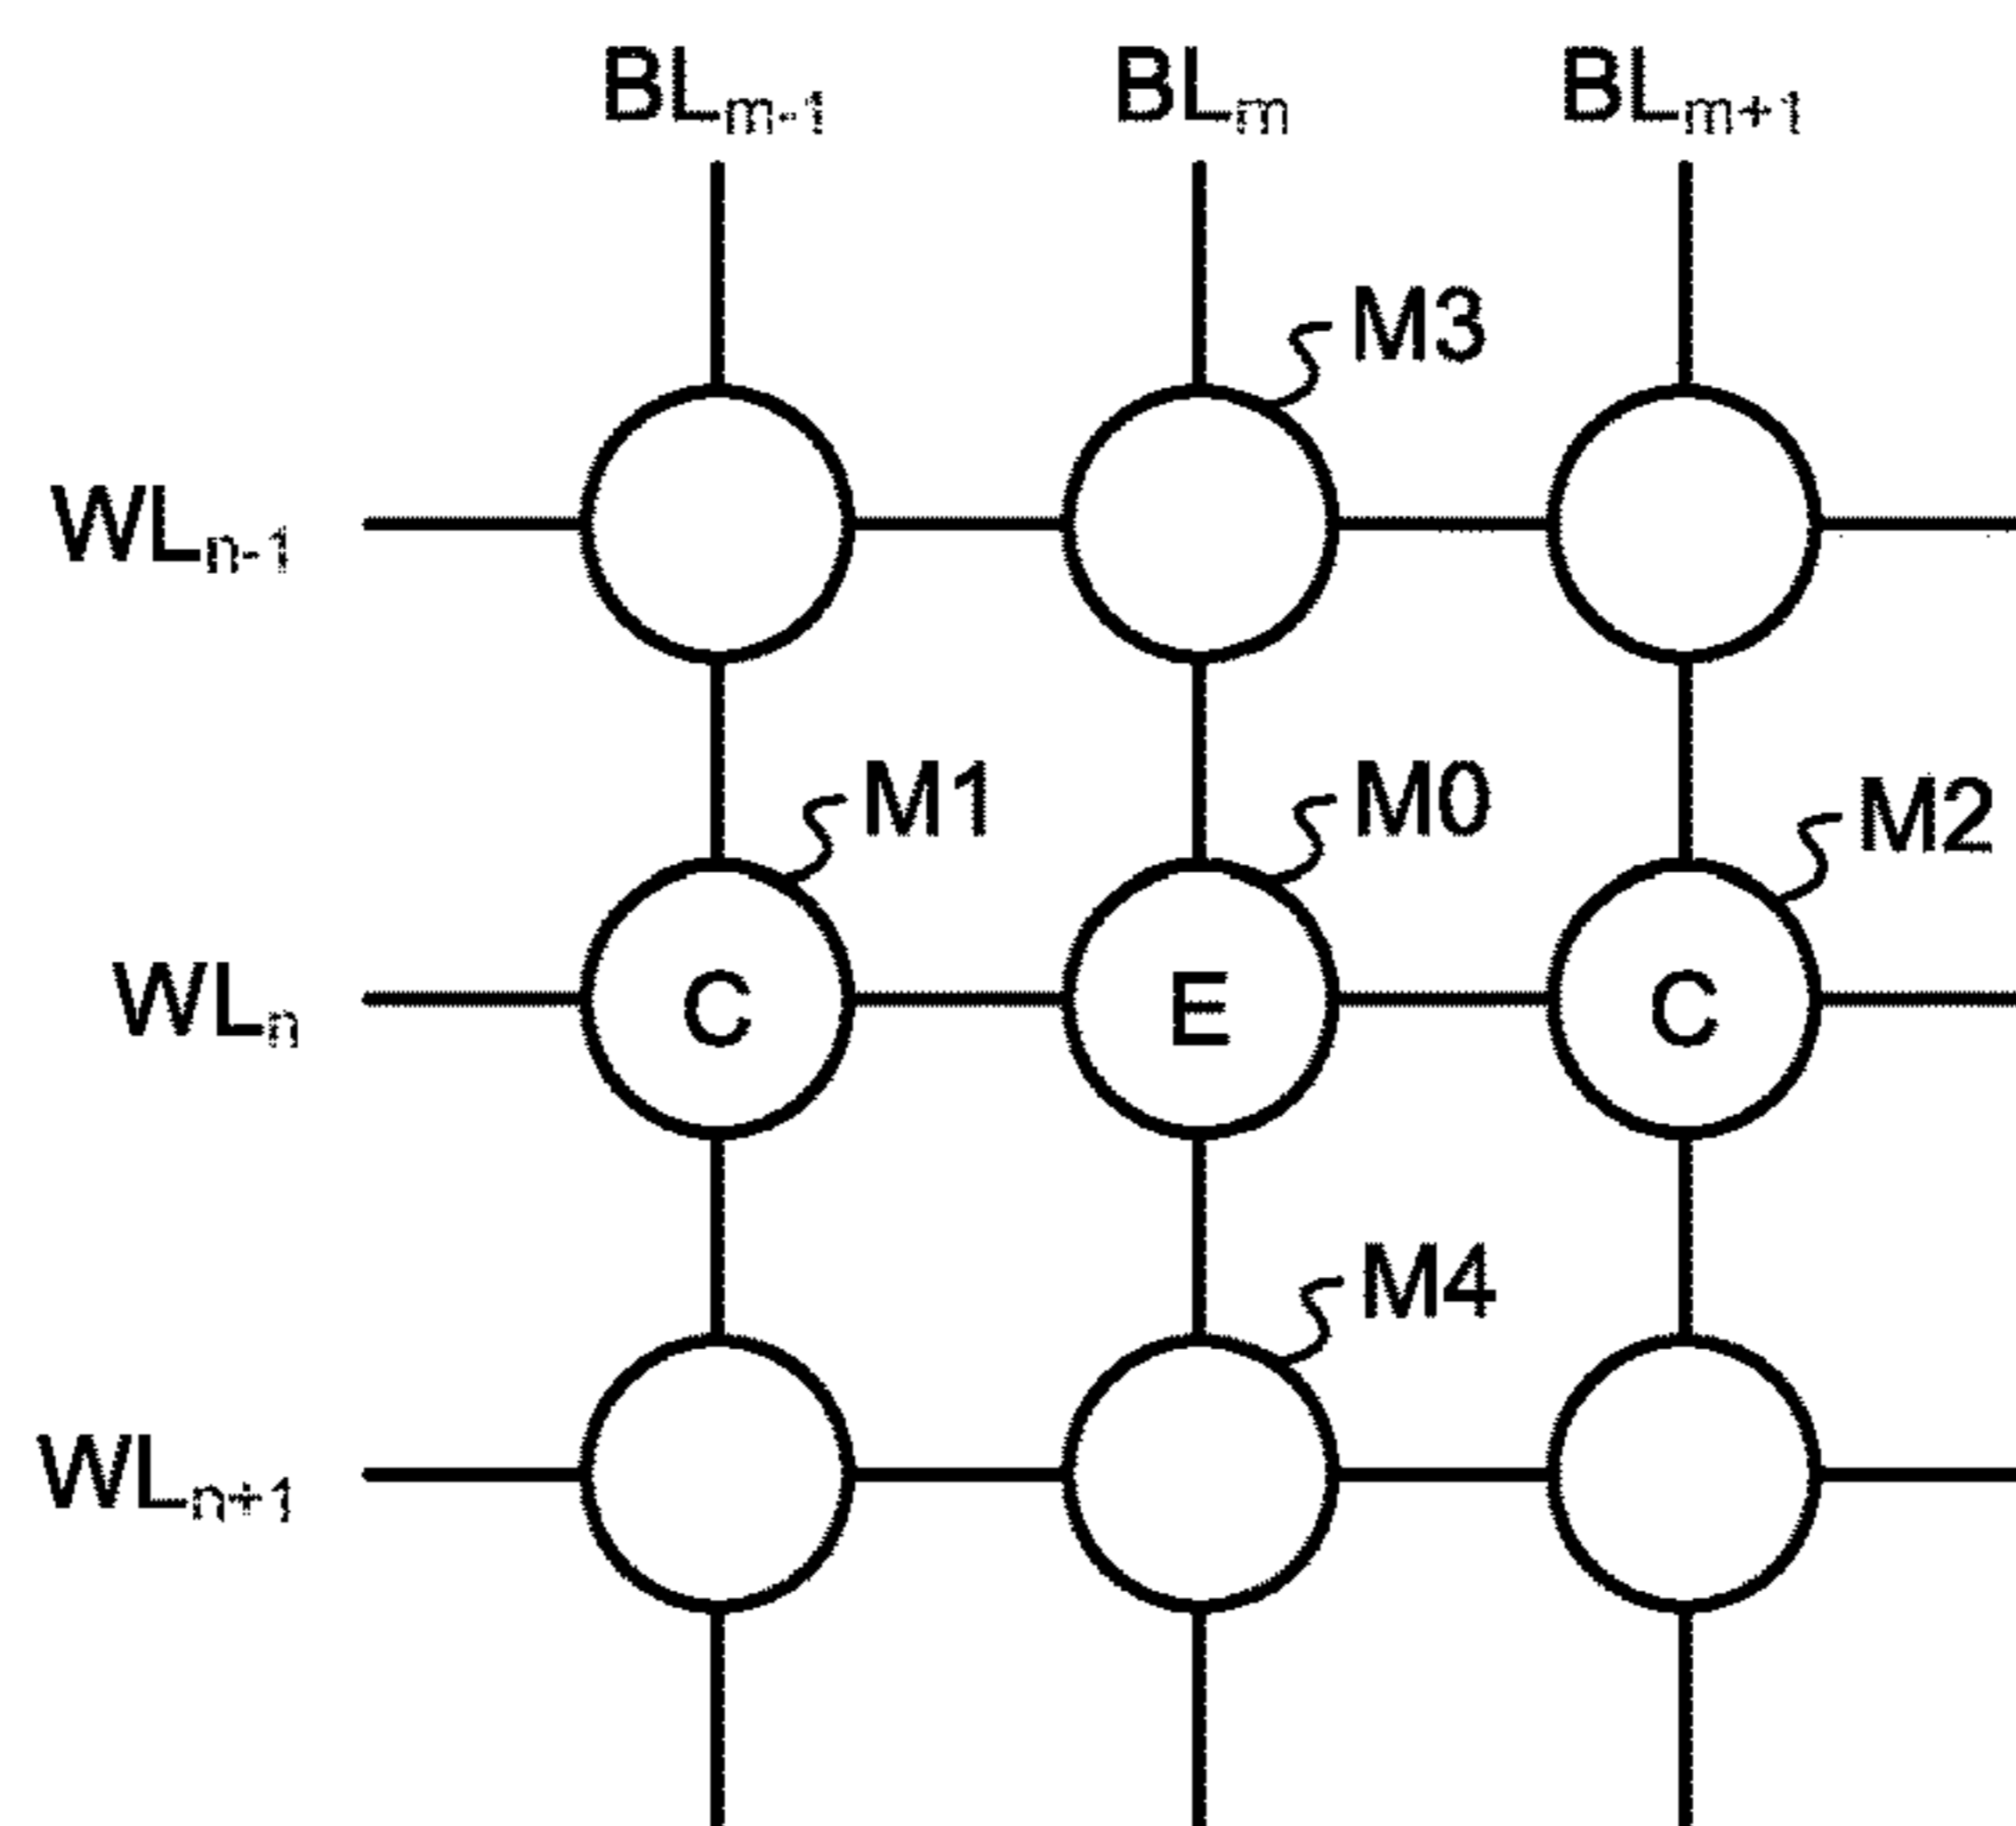 BLm-1 BLm BLm+1
M3
WLn-1
M1 M0 M2
WLn C E C
M4
WLn+1